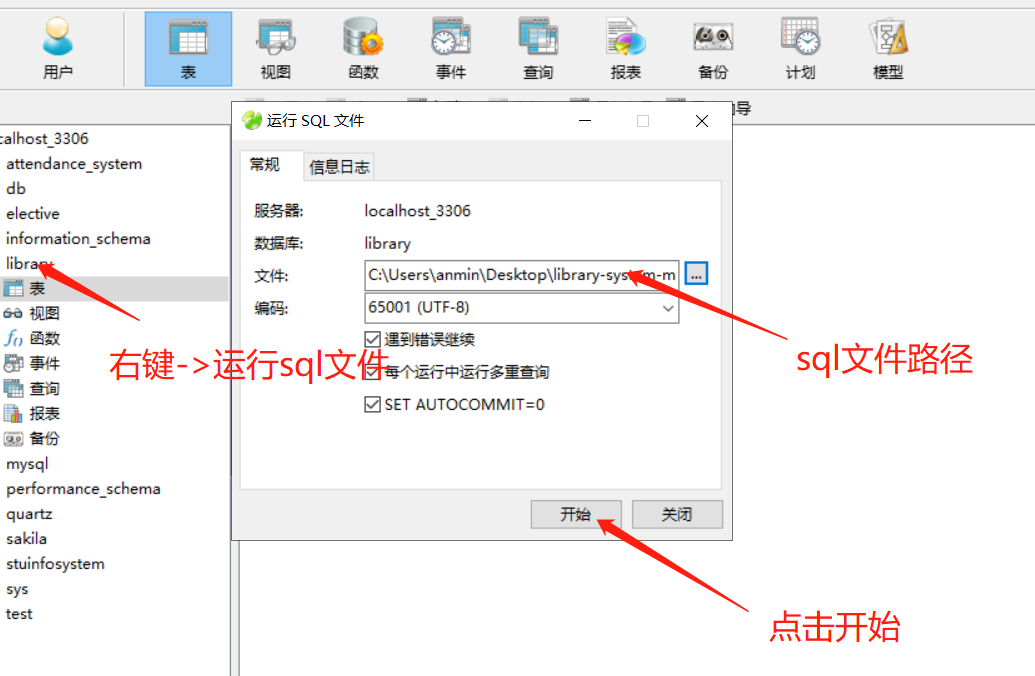 用户
表
视图
函数
事件
查询
报表
备份
计划
模型
导
运行 SQL 文件
calhost_3306
attendance_system
db
elective
information_schema
library
表
视图
函数
事件
查询
报表
备份
mysql
performance_schema
quartz
sakila
stuinfosystem
sys
test
常规
信息日志
服务器:
localhost_3306
数据库:
library
文件:
C:\Users\anmin\Desktop\library-system-m
...
编码:
65001 (UTF-8)
遇到错误继续
每个运行中运行多重查询
SET AUTOCOMMIT=0
开始
关闭
右键->运行sql文件
sql文件路径
点击开始